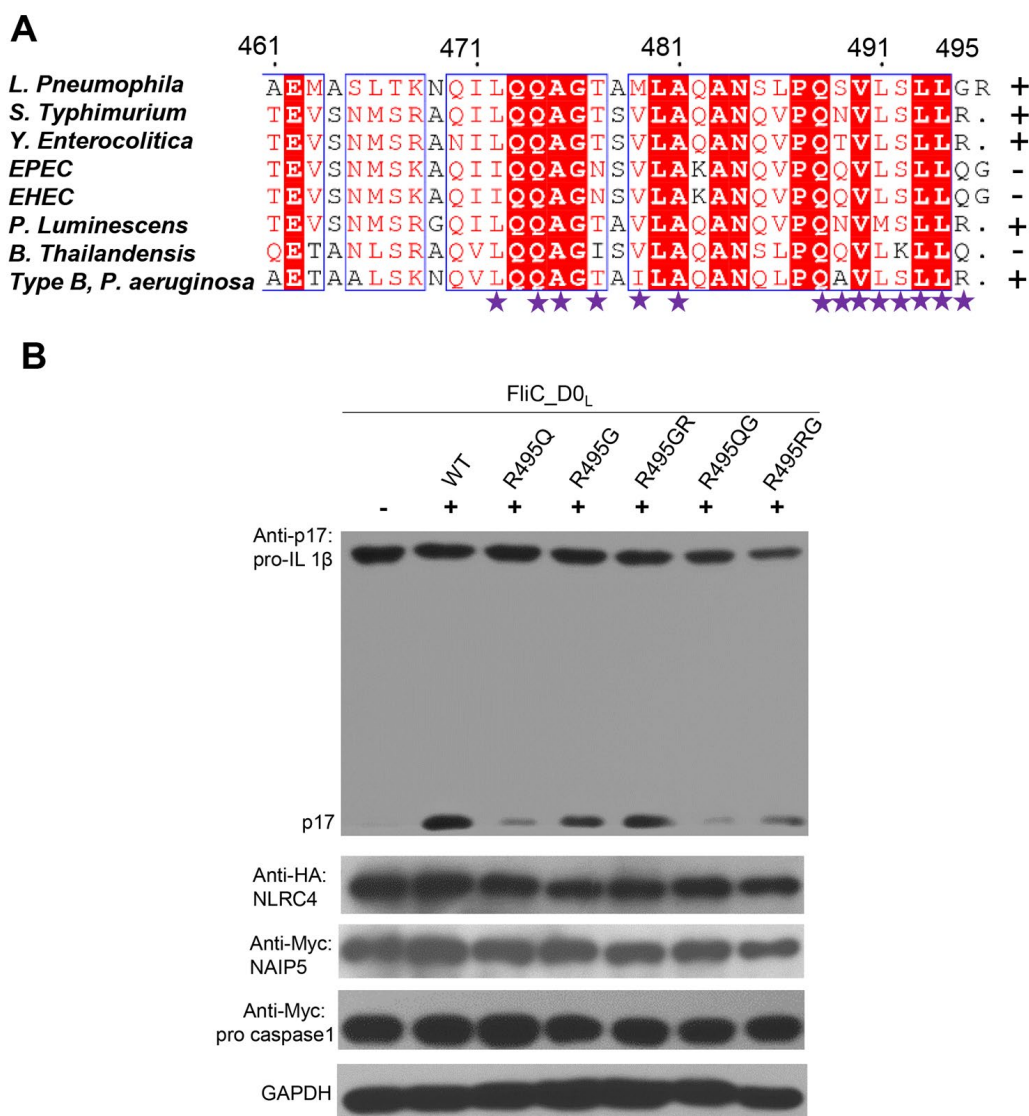 A
461 471 481 491 495
L. Pneumophila AEMASLTKNQILQQAGTAMLAQANSLPQSVLSLLGR +
S. Typhimurium TEVSNMSRAQILQQAGTSVLAQANQVPQNVLSLLR. +
Y. Enterocolitica TEVSNMSRANILQQAGTSVLAQANQVPQTVLSLLR. +
EPEC TEVSNMSRAQIIQQAGNSVLAKANQVPQQVLSLLQG -
EHEC TEVSNMSRAQIIQQAGNSVLAKANQVPQQVLSLLQG -
P. Luminescens TEVSNMSRGQILQQAGTAVLAQANQVPQNVMSLLR. +
B. Thailandensis QETANLSRAQVLQQAGISVLAQANSLPQQVLKLLQ. -
Type B, P. aeruginosa AETAALSKNQVLQQAGTAILAQANQLPQAVLSLLR. +
B
FliC_D0L
WT R495Q R495G R495GR R495QG R495RG
- + + + + + +
Anti-p17:
pro-IL 1β
p17
Anti-HA:
NLRC4
Anti-Myc:
NAIP5
Anti-Myc:
pro caspase1
GAPDH